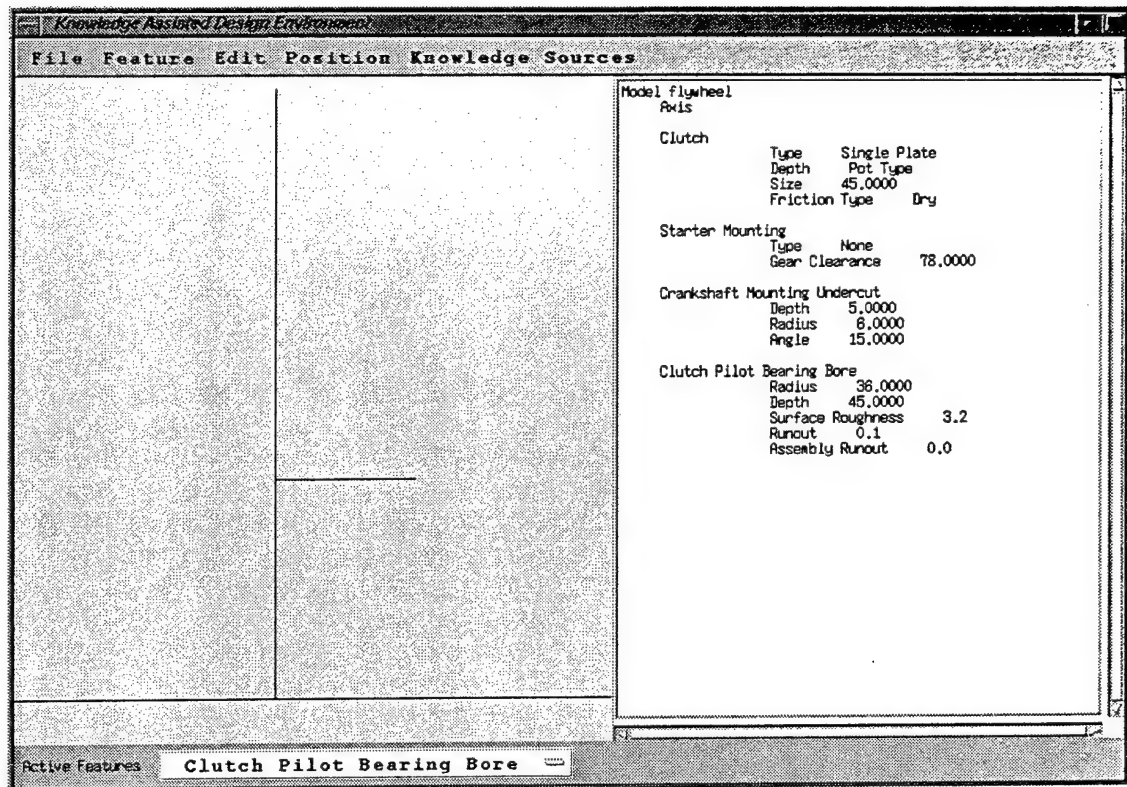 Knowledge Assisted Design Environment
File Feature Edit Position Knowledge Sources
Model flywheel
Axis
Clutch
Type Single Plate
Depth Pot Type
Size 45.0000
Friction Type Dry
Starter Mounting
Type None
Gear Clearance 78.0000
Crankshaft Mounting Undercut
Depth 5.0000
Radius 6.0000
Angle 15.0000
Clutch Pilot Bearing Bore
Radius 36.0000
Depth 45.0000
Surface Roughness 3.2
Runout 0.1
Assembly Runout 0.0
Active Features Clutch Pilot Bearing Bore